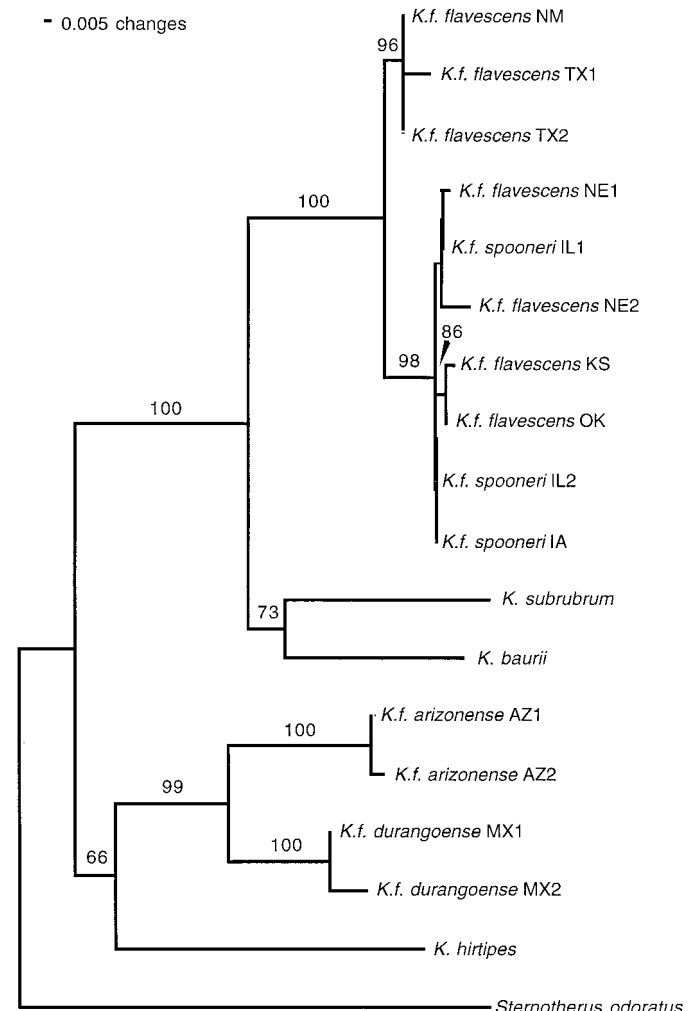 0.005 changes
K.f. flavescens NM
96
K.f. flavescens TX1
K.f. flavescens TX2
K.f. flavescens NE1
100
K.f. spooneri IL1
K.f. flavescens NE2
86
98
K.f. flavescens KS
100
K.f. flavescens OK
K.f. spooneri IL2
K.f. spooneri IA
K. subrubrum
73
K. baurii
K.f. arizonense AZ1
100
K.f. arizonense AZ2
99
K.f. durangoense MX1
100
66
K.f. durangoense MX2
K. hirtipes
Sternotherus odoratus